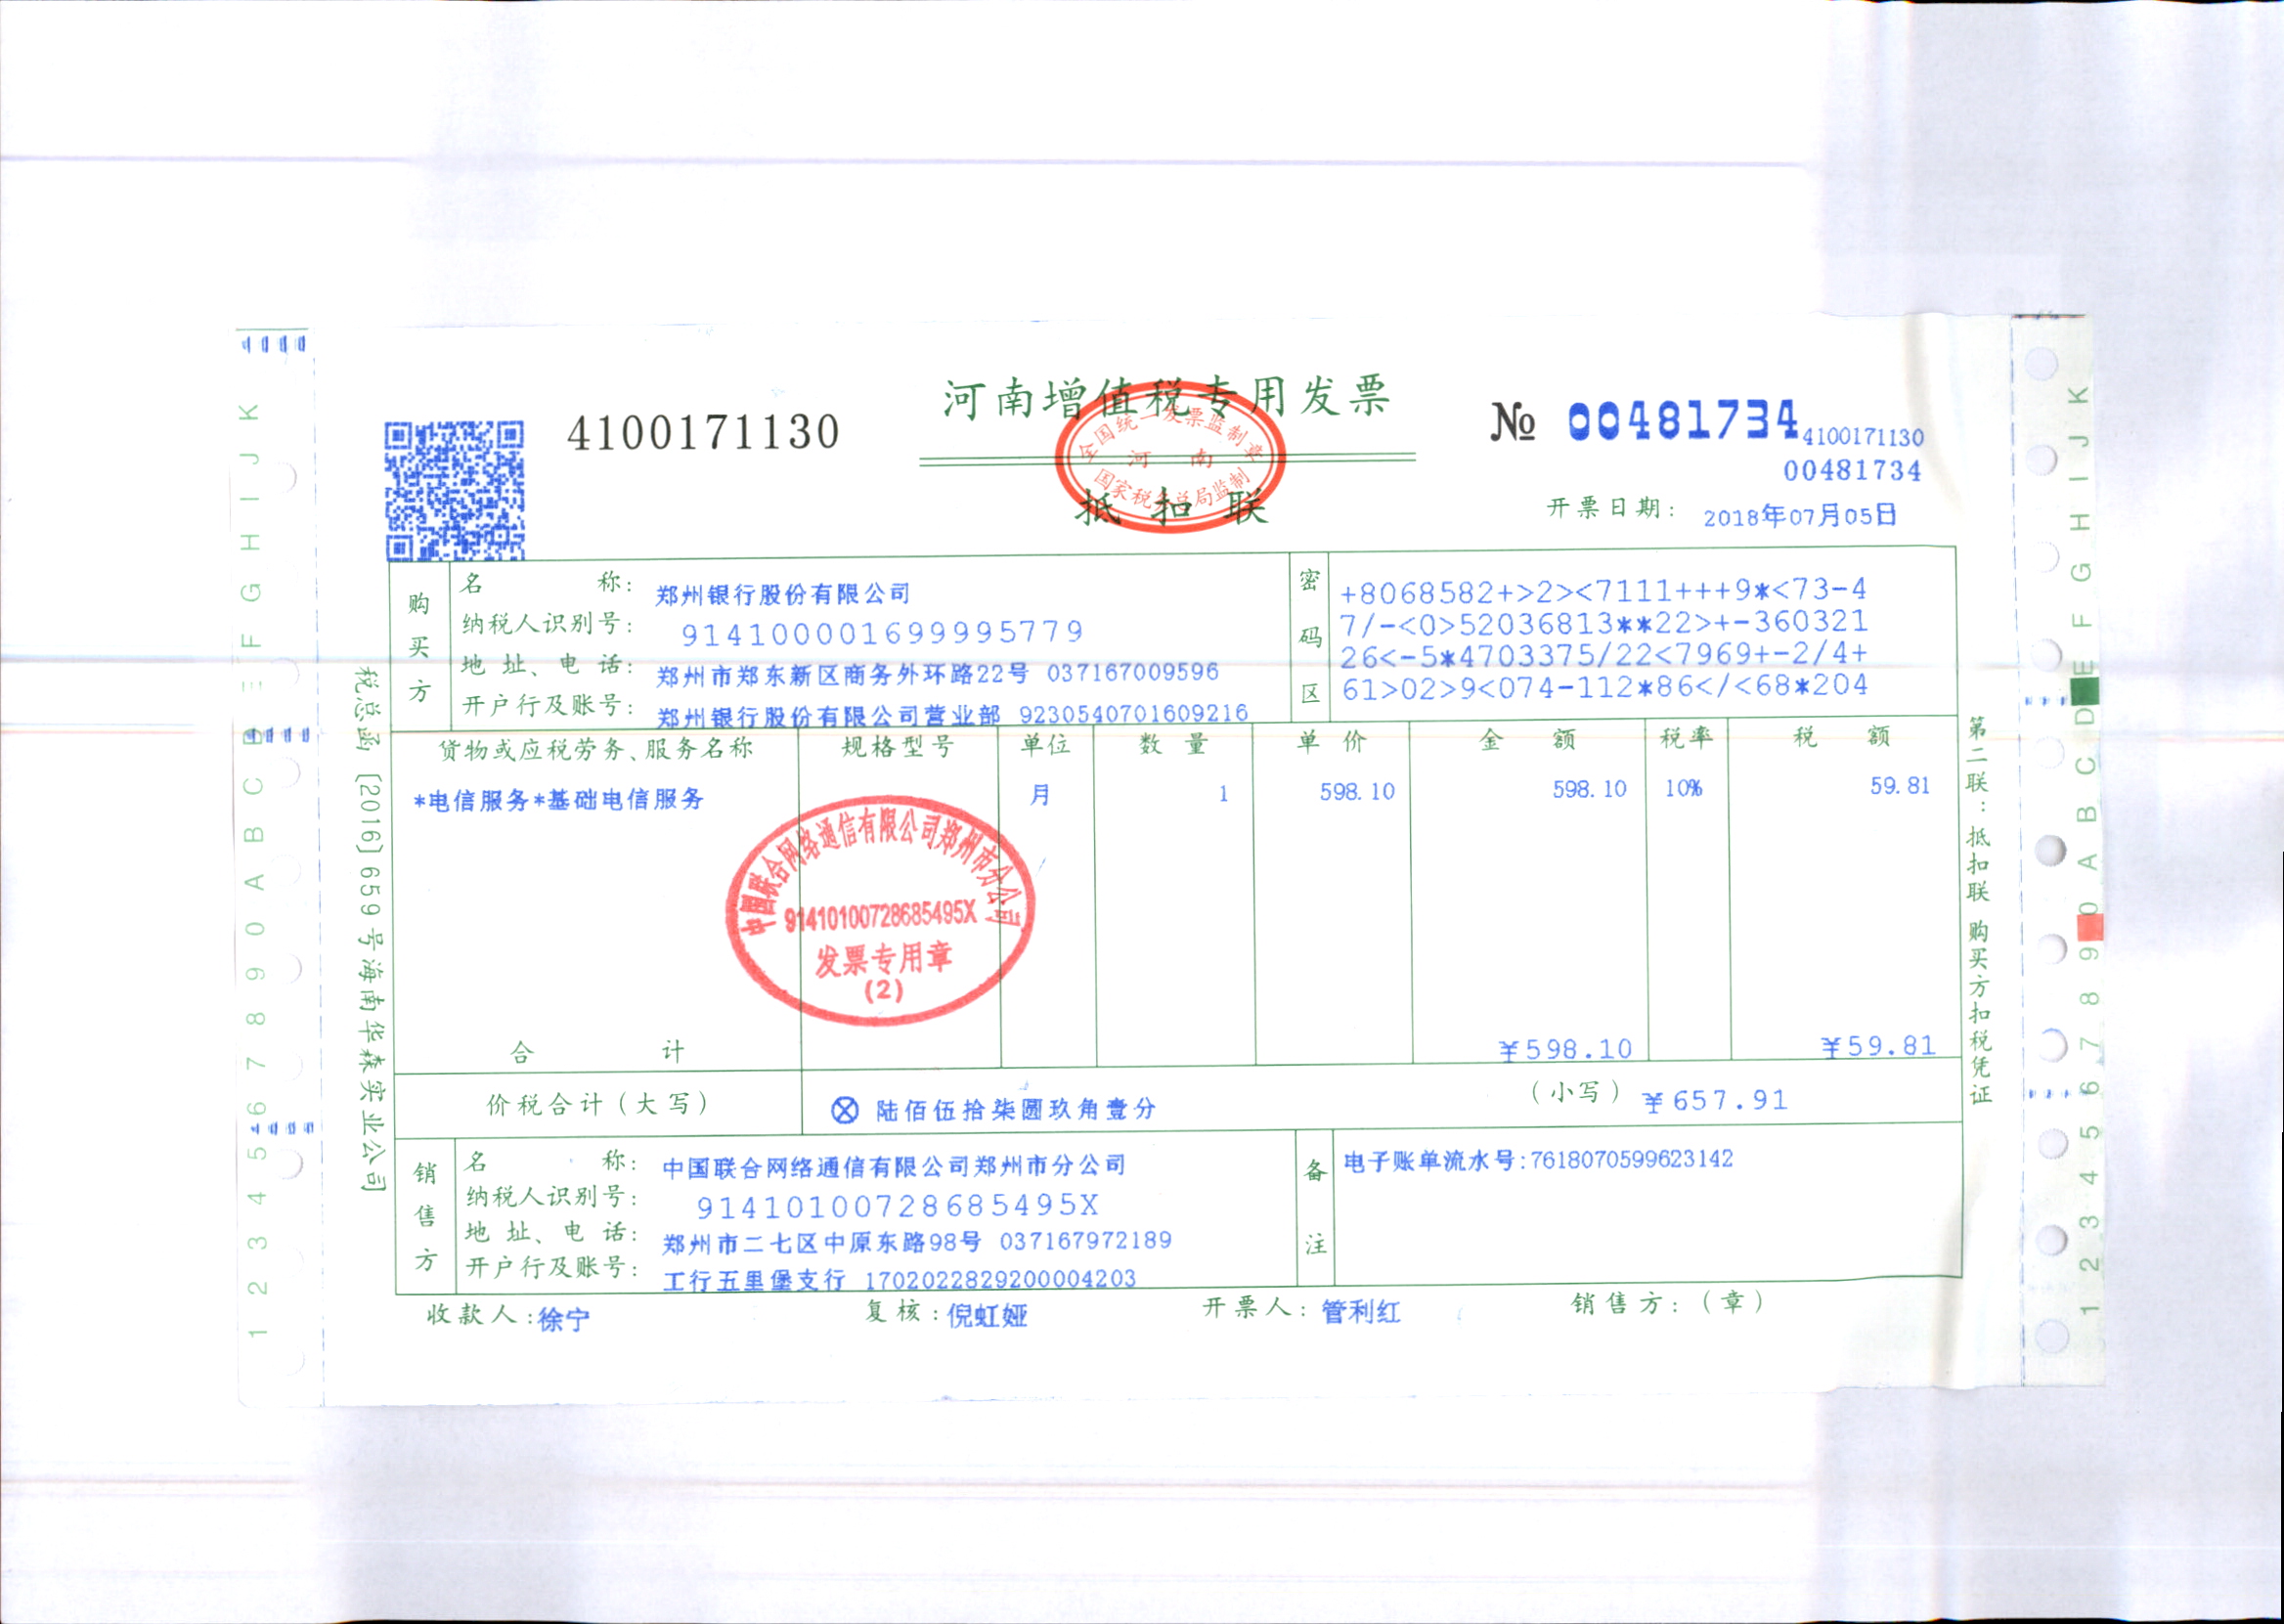 河南增值税专用发票
4100171130
№ 00481734
4100171130
00481734
全国统一发票监制章
河 南
国家税务总局监制
抵 扣 联
开票日期: 2018年07月05日
购买方
名 称: 郑州银行股份有限公司
纳税人识别号: 914100001699995779
地 址、电 话: 郑州市郑东新区商务外环路22号 037167009596
开户行及账号: 郑州银行股份有限公司营业部 9230540701609216
密码区
+8068582+>2><7111+++9*<73-4
7/-<0>52036813**22>+-360321
26<-5*4703375/22<7969+-2/4+
61>02>9<074-112*86</<68*204
货物或应税劳务、服务名称 规格型号 单位 数 量 单 价 金 额 税率 税 额
*电信服务*基础电信服务 月 1 598.10 598.10 10% 59.81
中国联合网络通信有限公司郑州市分公司
91410100728685495X
发票专用章
(2)
合 计 ¥598.10 ¥59.81
价税合计(大写) ⊗ 陆佰伍拾柒圆玖角壹分 (小写) ¥657.91
销售方
名 称: 中国联合网络通信有限公司郑州市分公司
纳税人识别号: 91410100728685495X
地 址、电 话: 郑州市二七区中原东路98号 037167972189
开户行及账号: 工行五里堡支行 1702022829200004203
备注
电子账单流水号:7618070599623142
收款人:徐宁 复核:倪虹娅 开票人:管利红 销售方:(章)
税总函〔2016〕659号海南华森实业公司
第二联:抵扣联 购买方扣税凭证
1 2 3 4 5 6 7 8 9 0 A B C D E F G H I J K
1 2 3 4 5 6 7 8 9 0 A B C D E F G H I J K